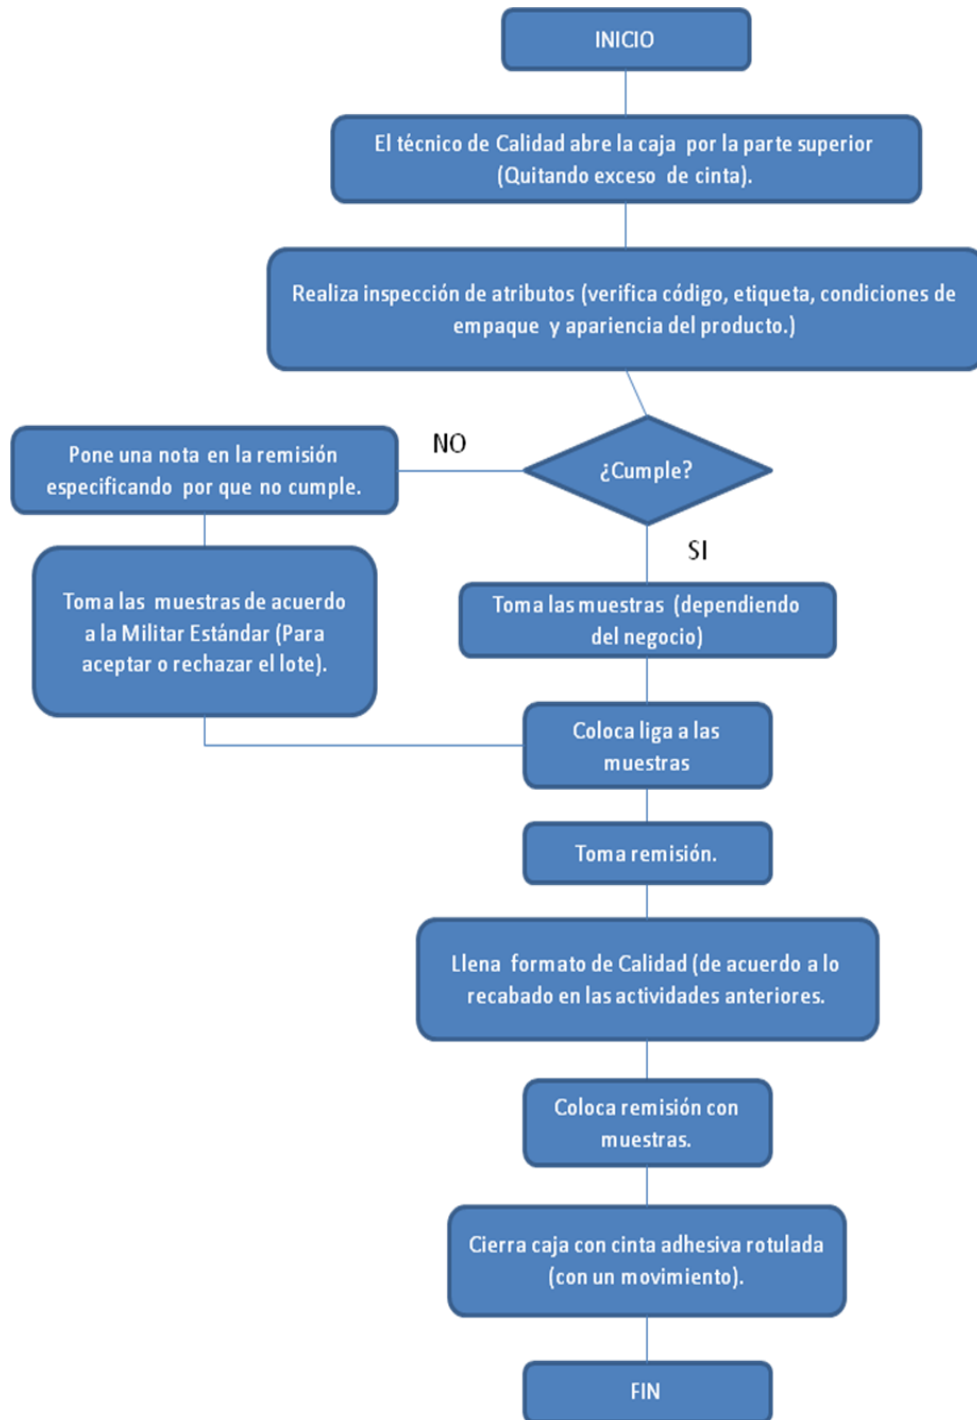 INICIO
El técnico de Calidad abre la caja por la parte superior
(Quitando exceso de cinta).
Realiza inspección de atributos (verifica código, etiqueta, condiciones de
empaque y apariencia del producto.)
¿Cumple?
NO
Pone una nota en la remisión
especificando por que no cumple.
Toma las muestras de acuerdo
a la Militar Estándar (Para
aceptar o rechazar el lote).
SI
Toma las muestras (dependiendo
del negocio)
Coloca liga a las
muestras
Toma remisión.
Llena formato de Calidad (de acuerdo a lo
recabado en las actividades anteriores.
Coloca remisión con
muestras.
Cierra caja con cinta adhesiva rotulada
(con un movimiento).
FIN